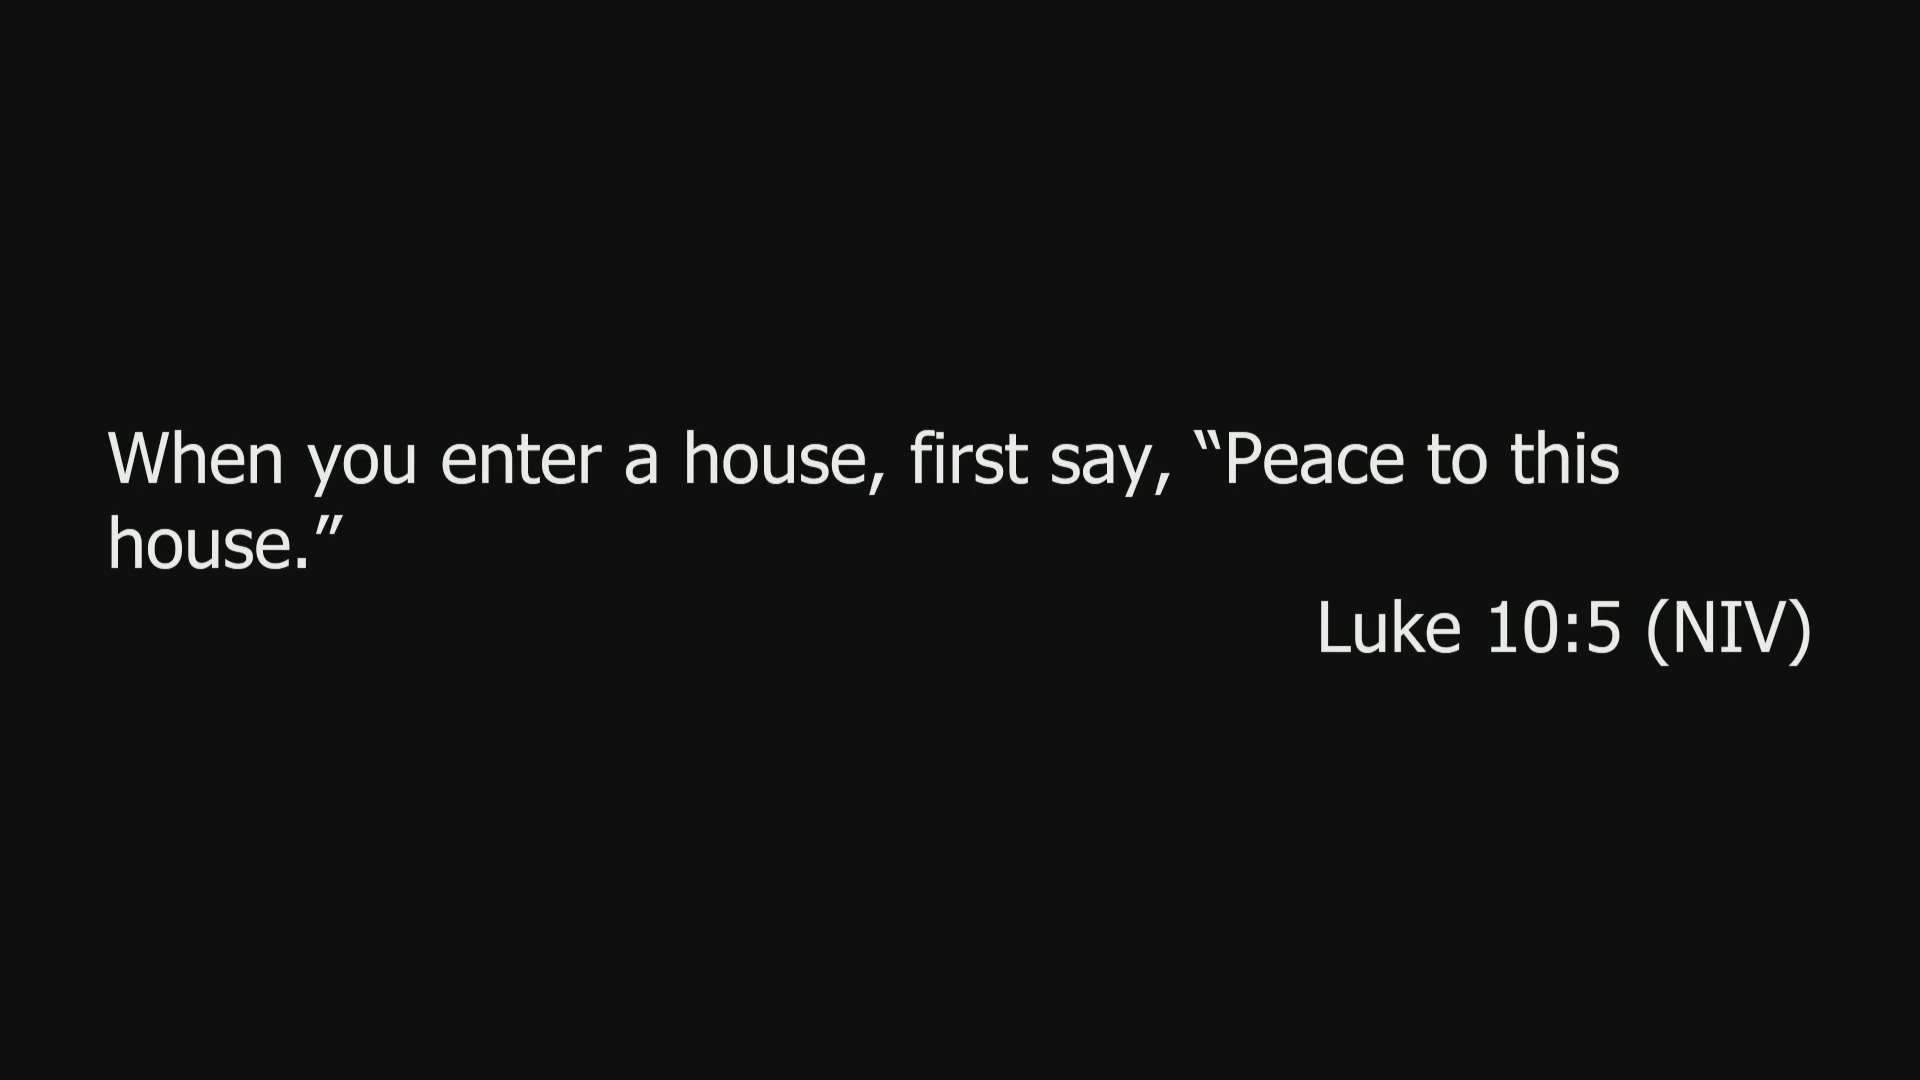 When you enter a house, first say, “Peace to this
house.”
Luke 10:5 (NIV)